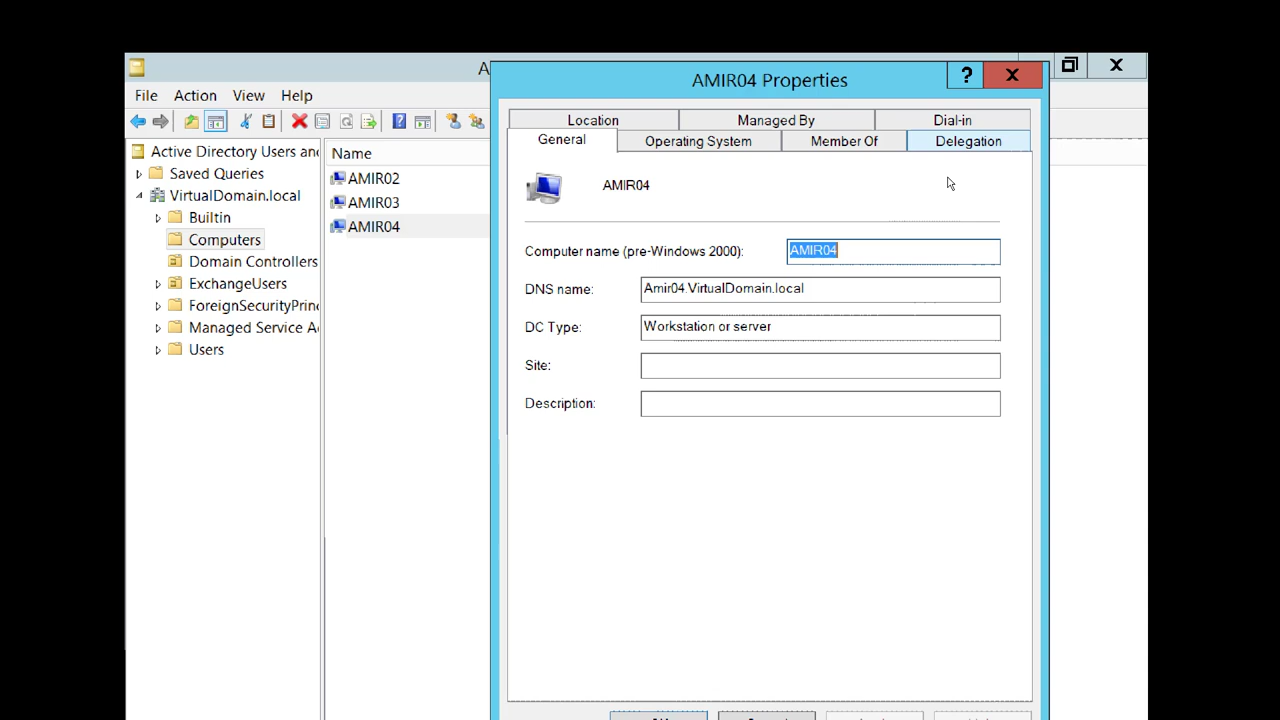 A
AMIR04 Properties
?
File Action View Help
Location Managed By Dial-in
General Operating System Member Of Delegation
Active Directory Users an
Saved Queries
VirtualDomain.local
Builtin
Computers
Domain Controllers
ExchangeUsers
ForeignSecurityPrin
Managed Service A
Users
Name
AMIR02
AMIR03
AMIR04
AMIR04
Computer name (pre-Windows 2000): AMIR04
DNS name: Amir04.VirtualDomain.local
DC Type: Workstation or server
Site:
Description: